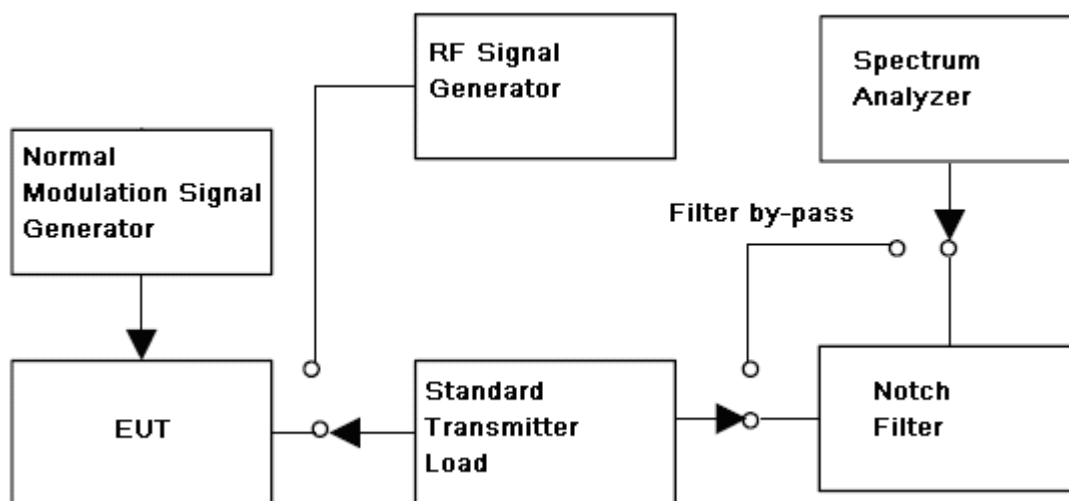 RF Signal
Generator
Spectrum
Analyzer
Normal
Modulation Signal
Generator
Filter by-pass
EUT
Standard
Transmitter
Load
Notch
Filter